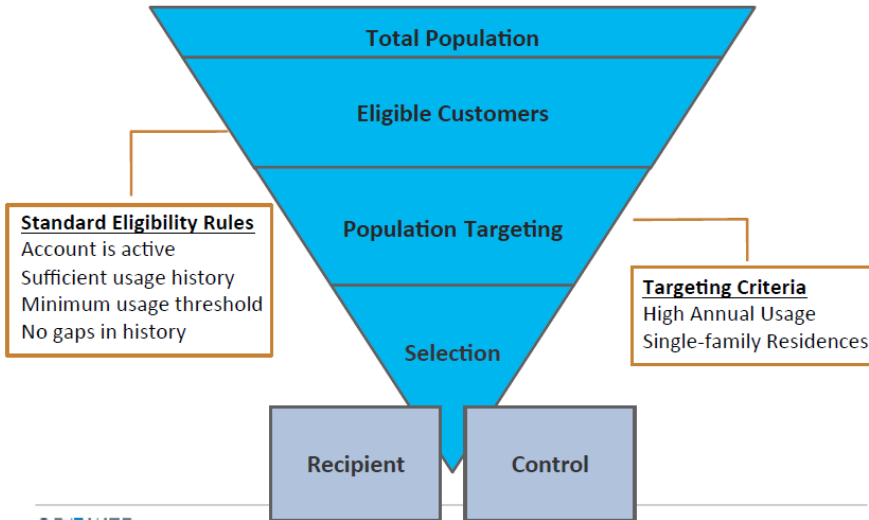 Total Population
Eligible Customers
Standard Eligibility Rules
Account is active
Sufficient usage history
Minimum usage threshold
No gaps in history
Population Targeting
Targeting Criteria
High Annual Usage
Single-family Residences
Selection
Recipient
Control